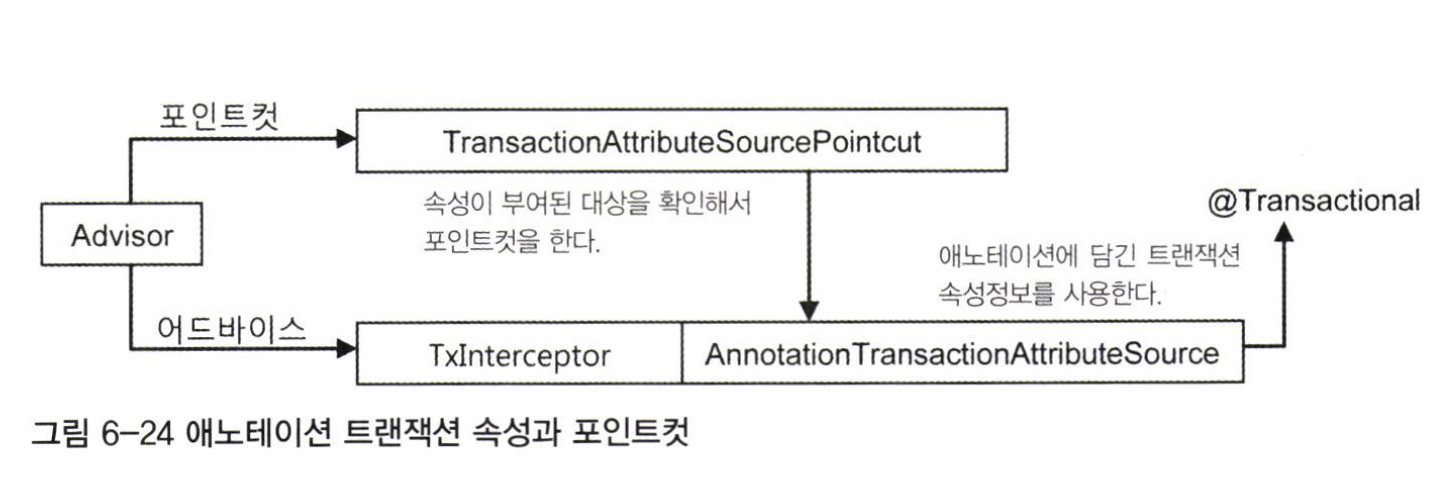 포인트컷
TransactionAttributeSourcePointcut
속성이 부여된 대상을 확인해서
포인트컷을 한다.
@Transactional
Advisor
애노테이션에 담긴 트랜잭션
속성정보를 사용한다.
어드바이스
TxInterceptor
AnnotationTransactionAttributeSource
그림 6–24 애노테이션 트랜잭션 속성과 포인트컷